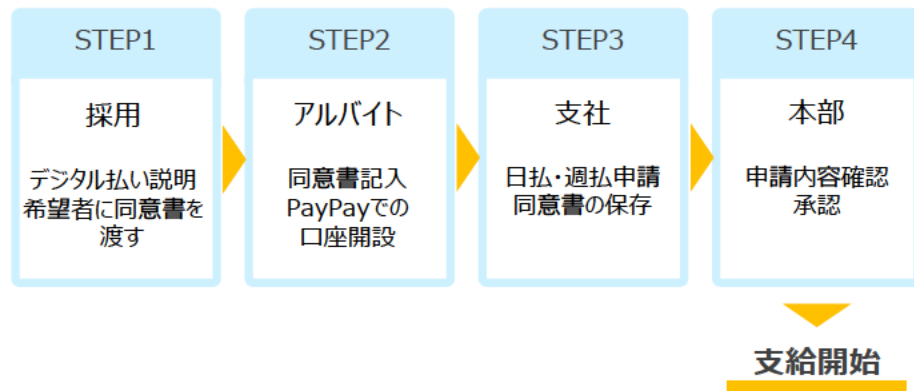 STEP1
採用
デジタル払い説明
希望者に同意書を
渡す
STEP2
アルバイト
同意書記入
PayPayでの
口座開設
STEP3
支社
日払・週払申請
同意書の保存
STEP4
本部
申請内容確認
承認
支給開始